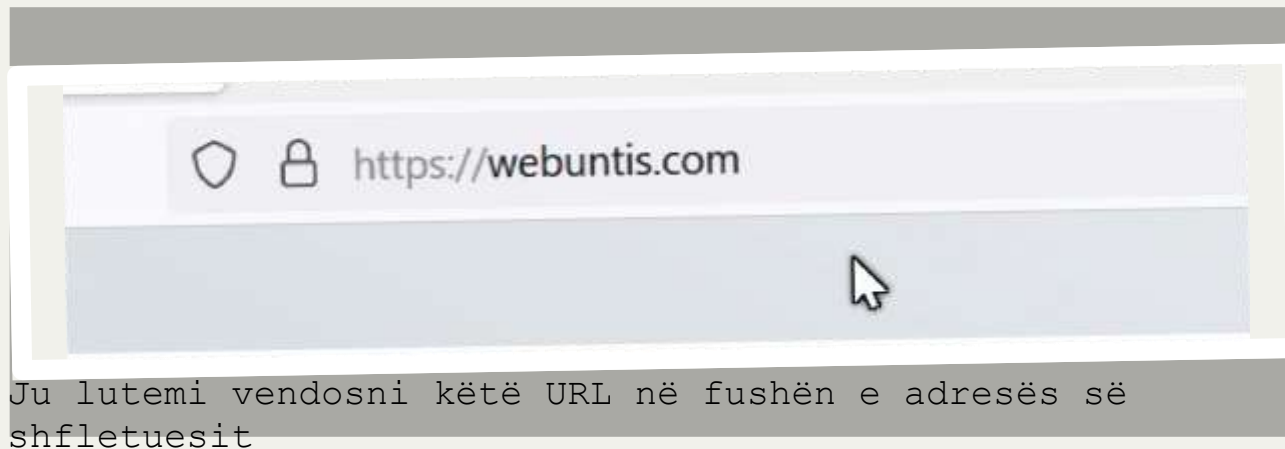 https://webuntis.com
Ju lutemi vendosni këtë URL në fushën e adresës së
shfletuesit